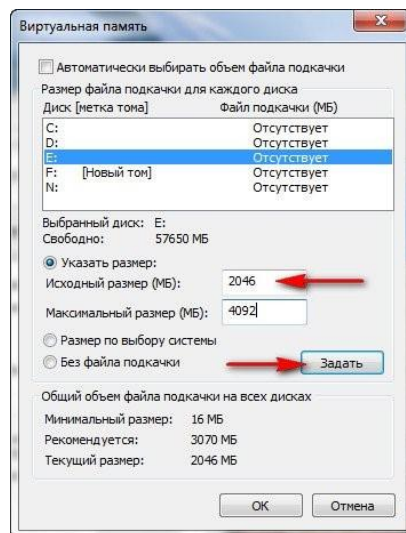 Виртуальная память
Автоматически выбирать объем файла подкачки
Размер файла подкачки для каждого диска
Диск [метка тома] Файл подкачки (МБ)
C: Отсутствует
D: Отсутствует
E: Отсутствует
F: [Новый том] Отсутствует
N: Отсутствует
Выбранный диск: E:
Свободно: 57650 МБ
Указать размер:
Исходный размер (МБ): 2046
Максимальный размер (МБ): 4092
Размер по выбору системы
Без файла подкачки Задать
Общий объем файла подкачки на всех дисках
Минимальный размер: 16 МБ
Рекомендуется: 3070 МБ
Текущий размер: 2046 МБ
ОК Отмена